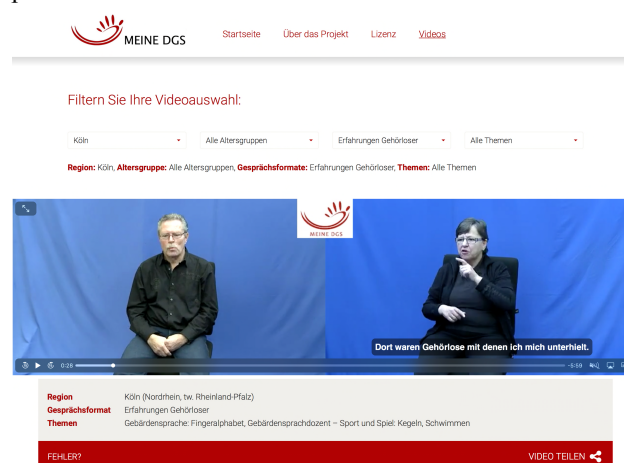 MEINE DGS
Startseite Über das Projekt Lizenz Videos
Filtern Sie Ihre Videoauswahl:
Köln Alle Altersgruppen Erfahrungen Gehörloser Alle Themen
Region: Köln, Altersgruppe: Alle Altersgruppen, Gesprächsformate: Erfahrungen Gehörloser, Themen: Alle Themen
MEINE DGS
Dort waren Gehörlose mit denen ich mich unterhielt.
0:25 -5:59
Region Köln (Nordrhein, tw. Rheinland-Pfalz)
Gesprächsformat Erfahrungen Gehörloser
Themen Gebärdensprache: Fingeralphabet, Gebärdensprachdozent – Sport und Spiel: Kegeln, Schwimmen
FEHLER? VIDEO TEILEN